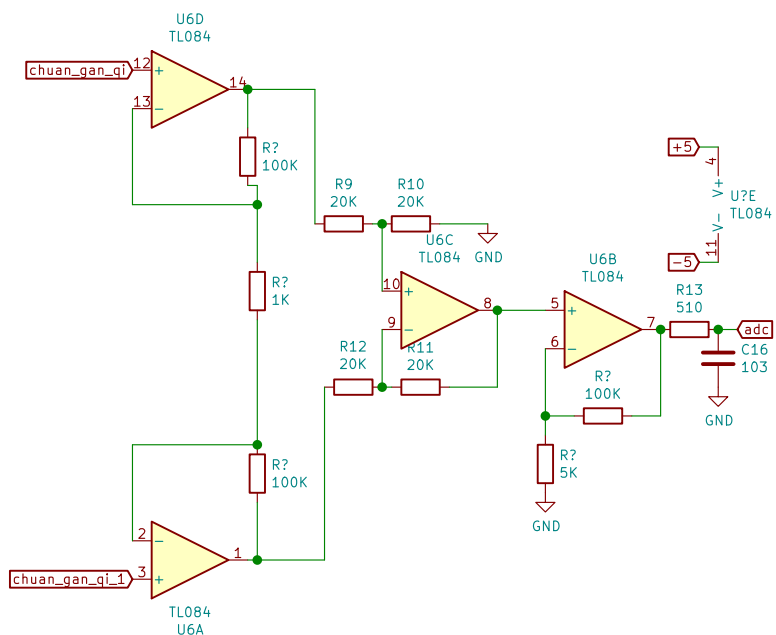 U6D
TL084
chuan_gan_qi
12
+
14
13
−
R?
100K
+5
4
V+
U?E
TL084
V-
11
-5
R9
20K
R10
20K
GND
U6C
TL084
10
+
8
9
−
R?
1K
U6B
TL084
5
+
7
6
−
R13
510
adc
C16
103
GND
R12
20K
R11
20K
R?
100K
R?
5K
GND
R?
100K
2
−
1
3
+
chuan_gan_qi_1
TL084
U6A